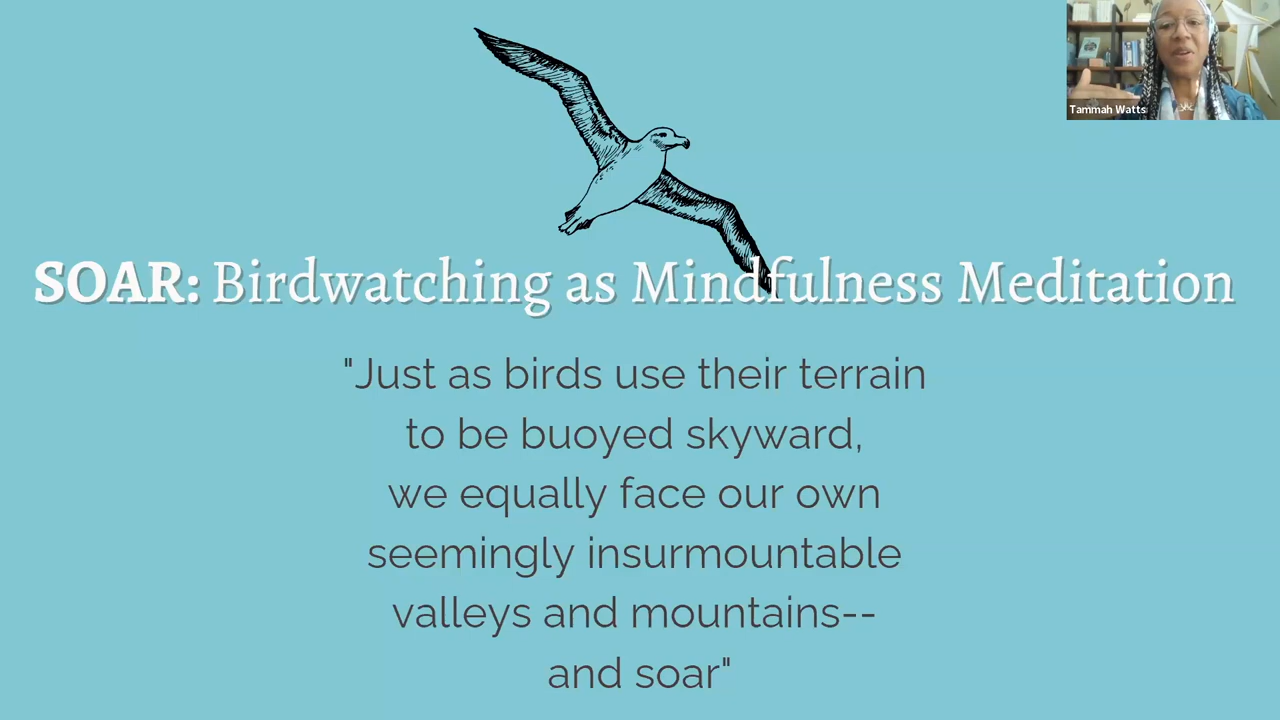 Tammah Watts
SOAR: Birdwatching as Mindfulness Meditation
"Just as birds use their terrain
to be buoyed skyward,
we equally face our own
seemingly insurmountable
valleys and mountains--
and soar"